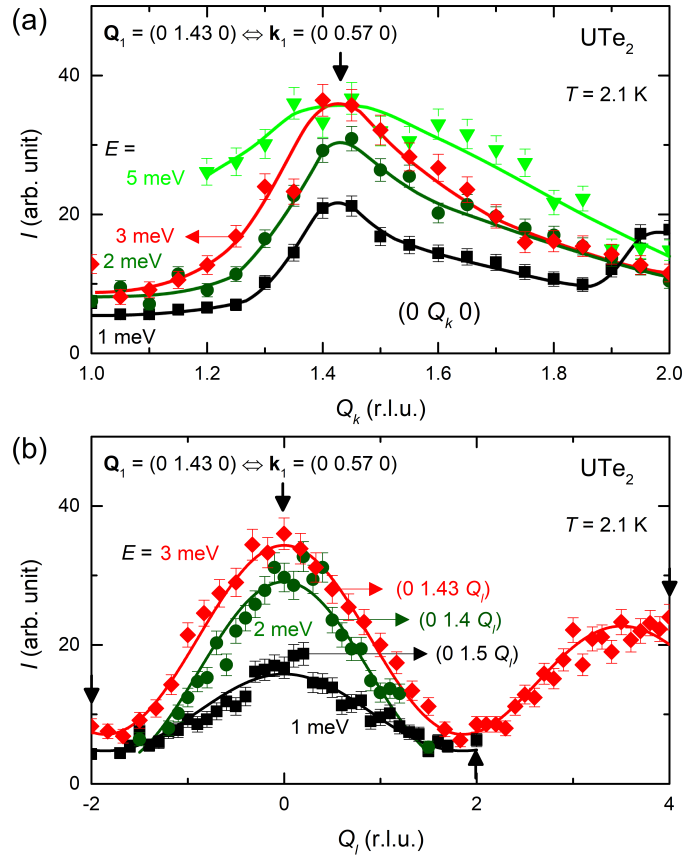 (a)
Q₁ = (0 1.43 0) ⇔ k₁ = (0 0.57 0)
UTe₂
T = 2.1 K
40
E =
5 meV
3 meV
2 meV
1 meV
20
0
I (arb. unit)
(0 Qₖ 0)
1.0 1.2 1.4 1.6 1.8 2.0
Qₖ (r.l.u.)
(b)
Q₁ = (0 1.43 0) ⇔ k₁ = (0 0.57 0)
UTe₂
T = 2.1 K
40
E = 3 meV
(0 1.43 Qₗ)
2 meV
(0 1.4 Qₗ)
(0 1.5 Qₗ)
1 meV
20
0
I (arb. unit)
-2 0 2 4
Qₗ (r.l.u.)